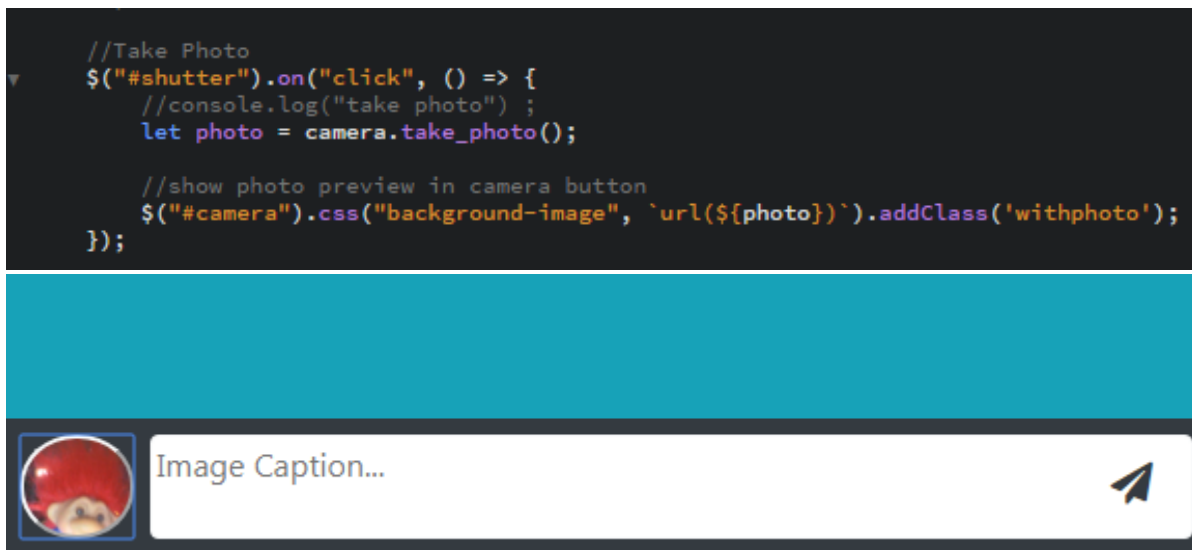 //Take Photo
$("#shutter").on("click", () => {
//console.log("take photo") ;
let photo = camera.take_photo();
//show photo preview in camera button
$("#camera").css("background-image", `url(${photo})`).addClass('withphoto');
});
Image Caption...